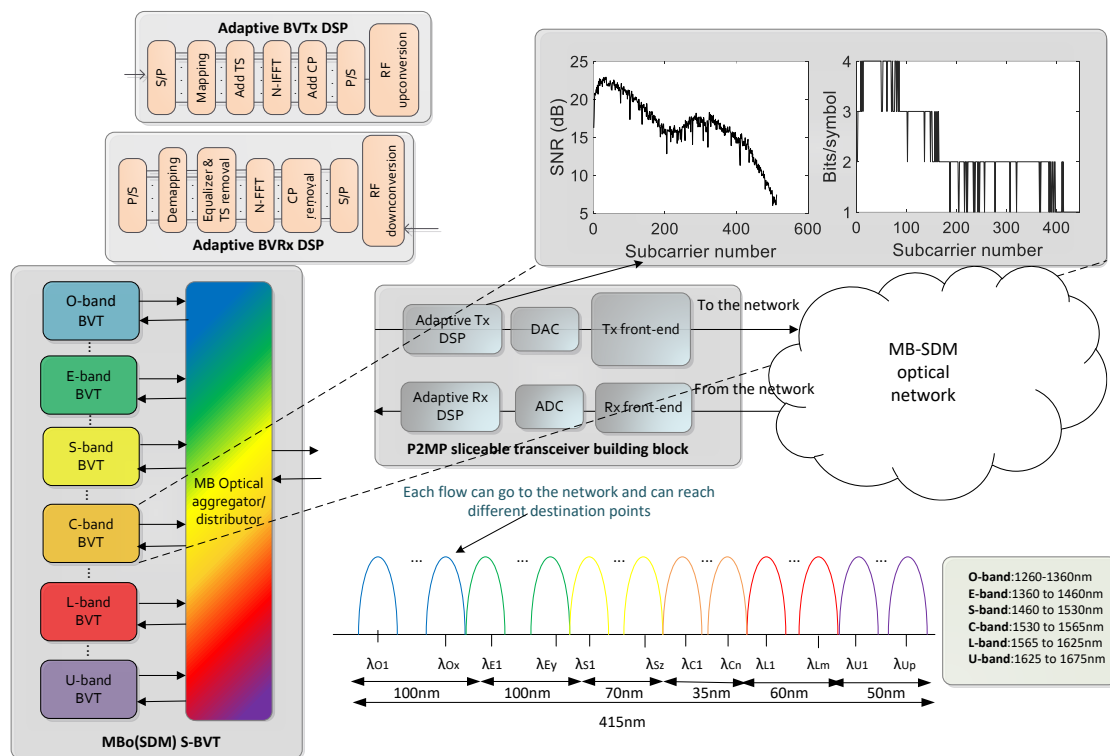 Adaptive BVTx DSP
S/P
Mapping
Add TS
N-IFFT
Add CP
P/S
RF
upconversion
P/S
Demapping
Equalizer &
TS removal
N-FFT
CP
removal
S/P
RF
downconversion
Adaptive BVRx DSP
25
20
15
10
5
SNR (dB)
0
200
400
600
Subcarrier number
4
3
2
1
Bits/symbol
0
100
200
300
400
Subcarrier number
O-band
BVT
E-band
BVT
S-band
BVT
C-band
BVT
L-band
BVT
U-band
BVT
MB Optical
aggregator/
distributor
MBo(SDM) S-BVT
Adaptive Tx
DSP
DAC
Tx front-end
To the network
Adaptive Rx
DSP
ADC
Rx front-end
From the network
P2MP sliceable transceiver building block
MB-SDM
optical
network
Each flow can go to the network and can reach
different destination points
... ... ... ... ... ...
λO1 λOx λE1 λEy λS1 λSz λC1 λCn λL1 λLm λU1 λUp
100nm 100nm 70nm 35nm 60nm 50nm
415nm
O-band:1260-1360nm
E-band:1360 to 1460nm
S-band:1460 to 1530nm
C-band:1530 to 1565nm
L-band:1565 to 1625nm
U-band:1625 to 1675nm